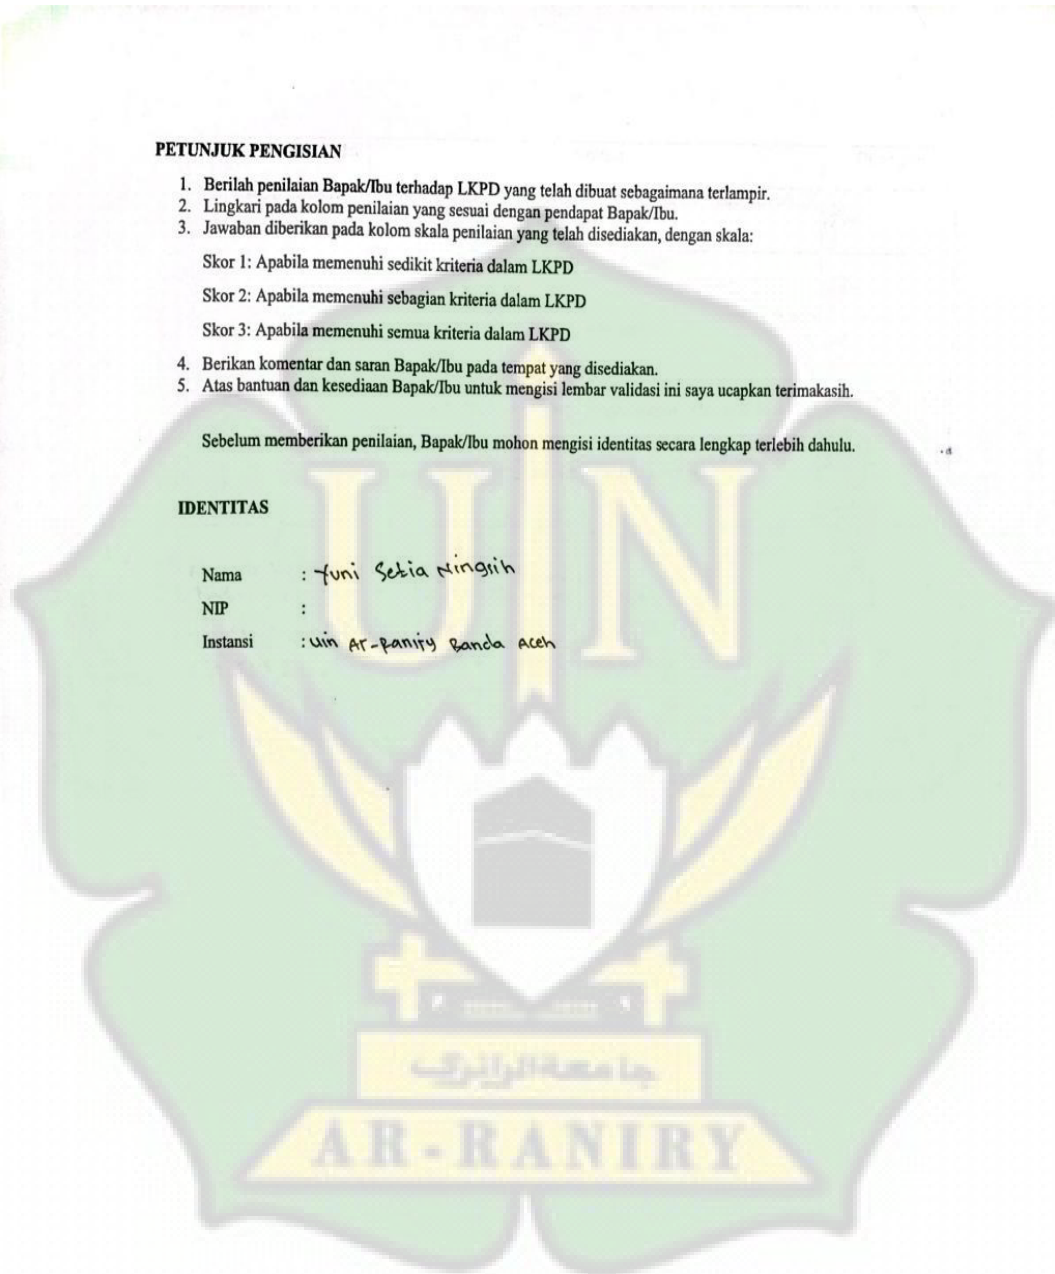 PETUNJUK PENGISIAN
1. Berilah penilaian Bapak/Ibu terhadap LKPD yang telah dibuat sebagaimana terlampir.
2. Lingkari pada kolom penilaian yang sesuai dengan pendapat Bapak/Ibu.
3. Jawaban diberikan pada kolom skala penilaian yang telah disediakan, dengan skala:
Skor 1: Apabila memenuhi sedikit kriteria dalam LKPD
Skor 2: Apabila memenuhi sebagian kriteria dalam LKPD
Skor 3: Apabila memenuhi semua kriteria dalam LKPD
4. Berikan komentar dan saran Bapak/Ibu pada tempat yang disediakan.
5. Atas bantuan dan kesediaan Bapak/Ibu untuk mengisi lembar validasi ini saya ucapkan terimakasih.
Sebelum memberikan penilaian, Bapak/Ibu mohon mengisi identitas secara lengkap terlebih dahulu.
UIN
IDENTITAS
Nama : Yuni Setia Ningsih
NIP :
Instansi : Uin Ar-Raniry Banda Aceh
جامعة الرانري
AR-RANIRY